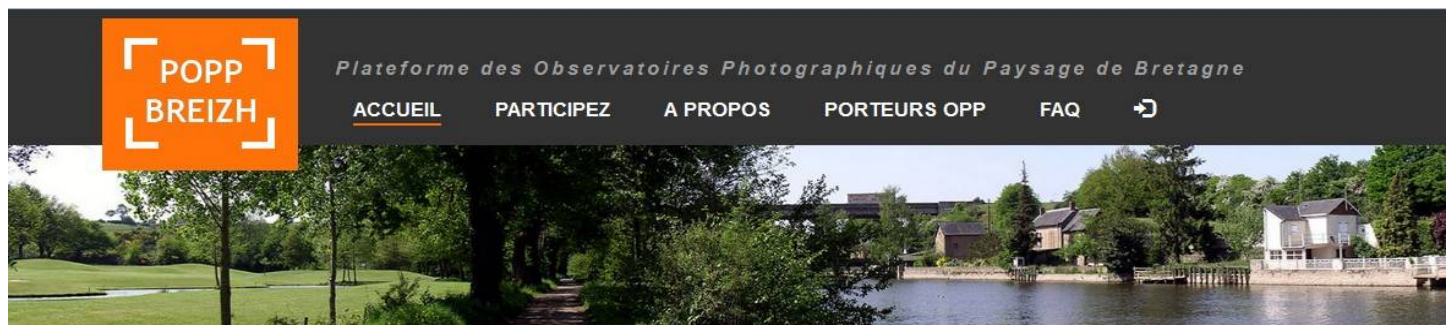 POPP
BREIZH
Plateforme des Observatoires Photographiques du Paysage de Bretagne
ACCUEIL PARTICIPEZ A PROPOS PORTEURS OPP FAQ